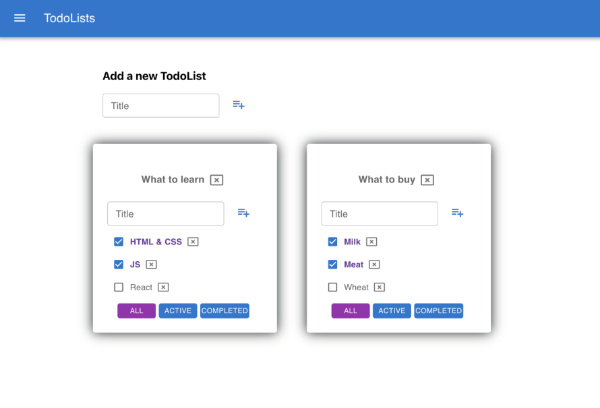 TodoLists
Add a new TodoList
Title
What to learn
Title
HTML & CSS
JS
React
ALL ACTIVE COMPLETED
What to buy
Title
Milk
Meat
Wheat
ALL ACTIVE COMPLETED